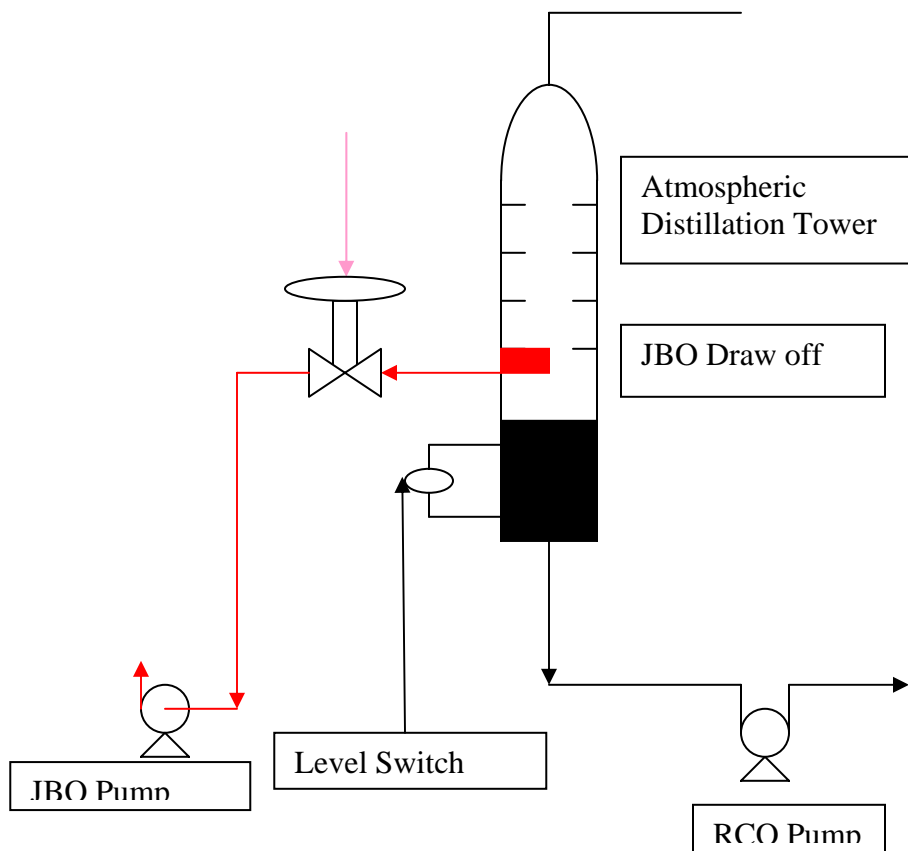 Atmospheric
Distillation Tower
JBO Draw off
Level Switch
JBO Pump
RCO Pump